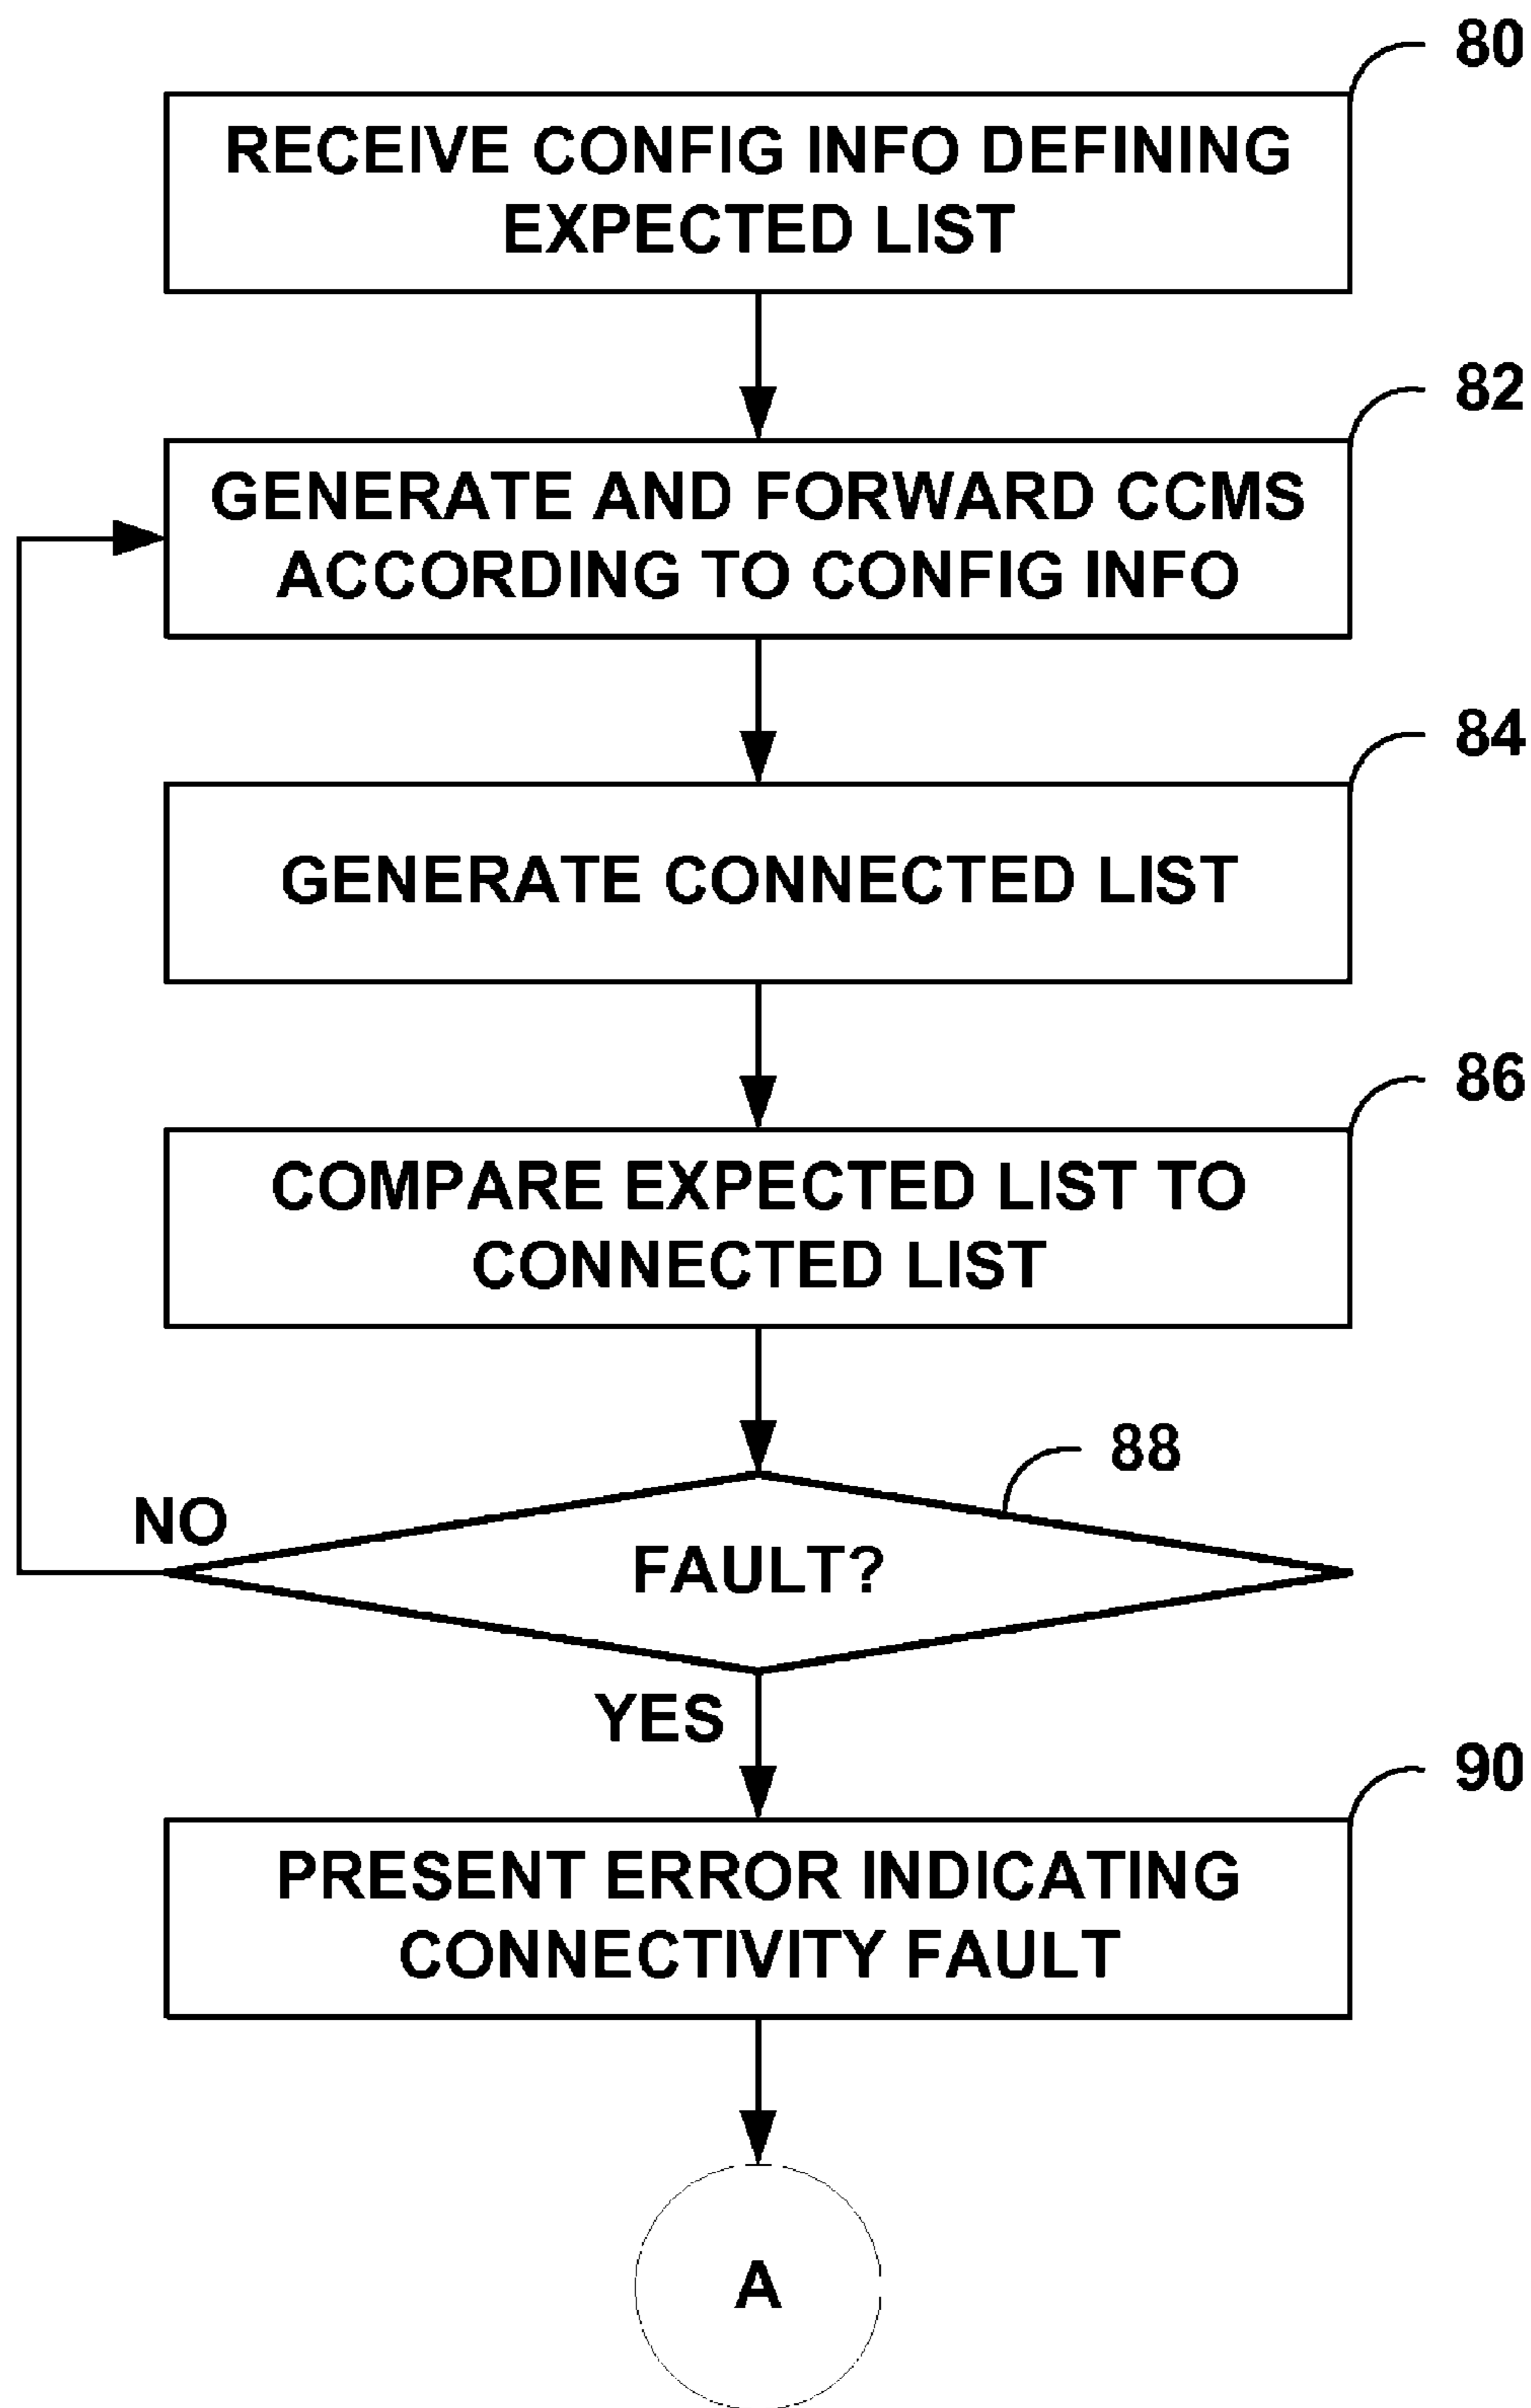 80
RECEIVE CONFIG INFO DEFINING
EXPECTED LIST
82
GENERATE AND FORWARD CCMS
ACCORDING TO CONFIG INFO
84
GENERATE CONNECTED LIST
86
COMPARE EXPECTED LIST TO
CONNECTED LIST
88
NO
FAULT?
YES
90
PRESENT ERROR INDICATING
CONNECTIVITY FAULT
A